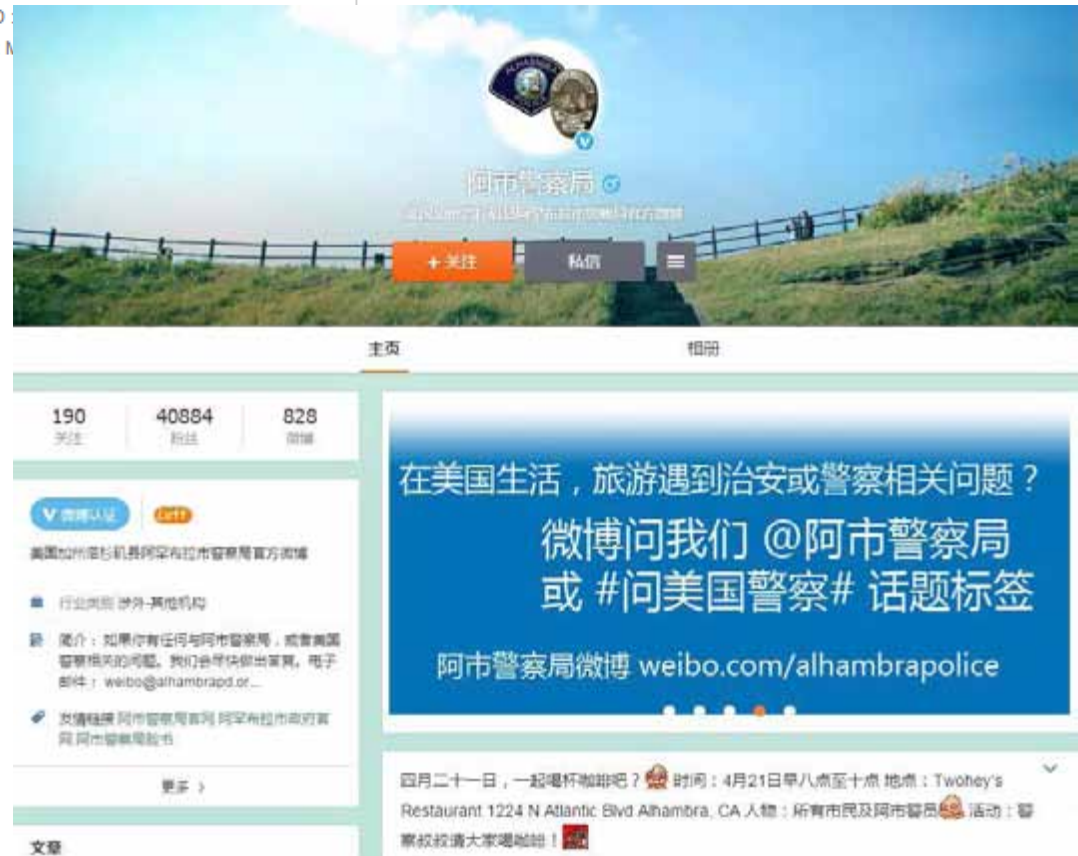 阿市警察局
+关注
私信
主页
相册
190
关注
40884
粉丝
828
微博
V 微博认证
Lv11
美国加州洛杉矶县阿罕布拉市警察局官方微博
行业类别 涉外-其他机构
简介：如果你有任何与阿市警察局，或者美国
警察相关的问题。我们会尽快做出答复。电子
邮件： weibo@alhambrapd.or...
友情链接 阿市警察局官网 阿罕布拉市政府官
网 阿市警察局脸书
更多 >
文章
在美国生活，旅游遇到治安或警察相关问题？
微博问我们 @阿市警察局
或 #问美国警察# 话题标签
阿市警察局微博 weibo.com/alhambrapolice
四月二十一日，一起喝杯咖啡吧？ 时间：4月21日早八点至十点 地点：Twohey's
Restaurant 1224 N Atlantic Blvd Alhambra, CA 人物：所有市民及阿市警员 活动：警
察叔叔请大家喝咖啡！